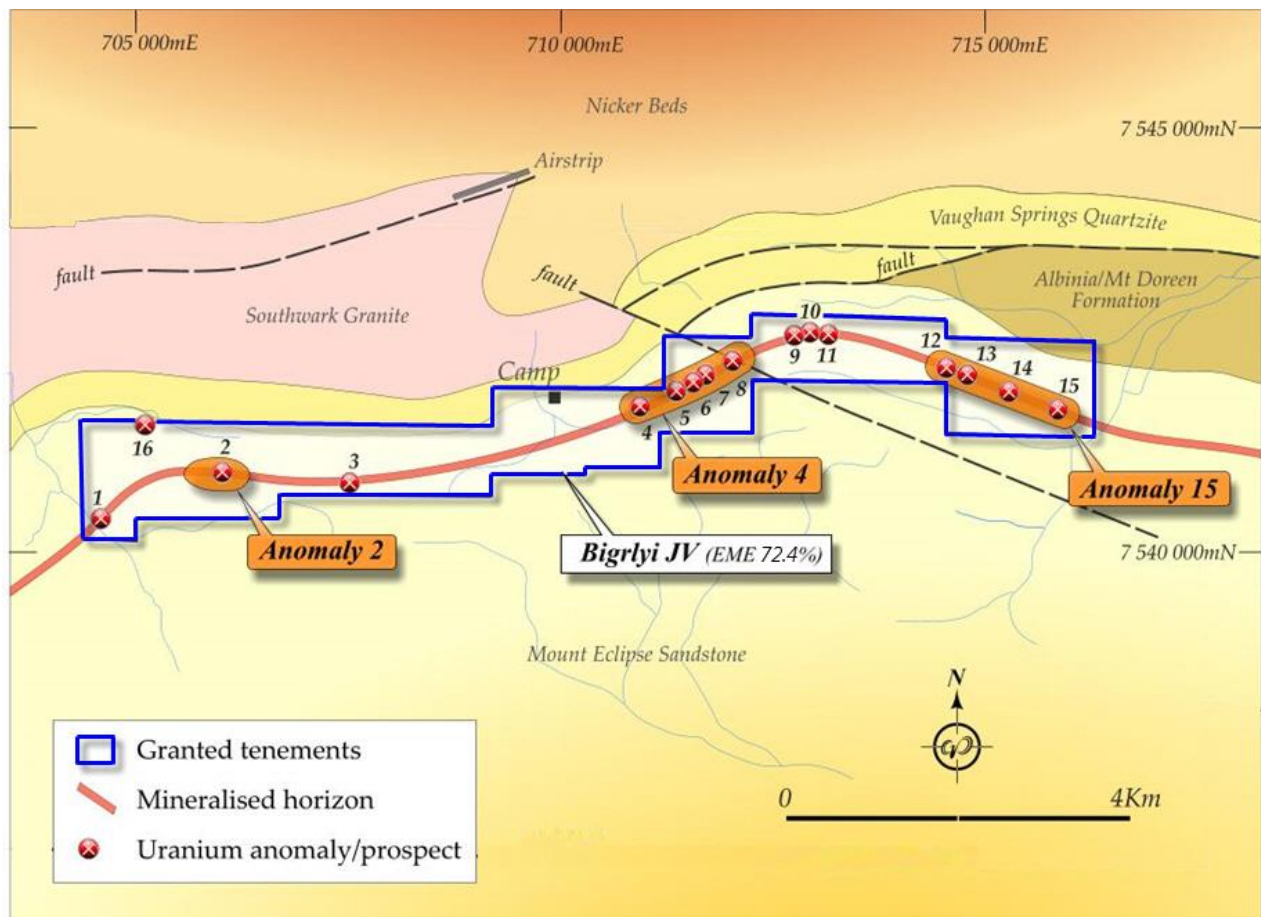 705 000mE
710 000mE
715 000mE
Nicker Beds
7 545 000mN
Airstrip
Vaughan Springs Quartzite
fault
fault
fault
Albinia/Mt Doreen
Formation
Southwark Granite
10
9
11
12
13
Camp
14
8
15
7
6
5
4
16
2
3
1
Anomaly 4
Anomaly 15
Anomaly 2
Bigrlyi JV (EME 72.4%)
7 540 000mN
Mount Eclipse Sandstone
N
Granted tenements
Mineralised horizon
Uranium anomaly/prospect
0
4Km